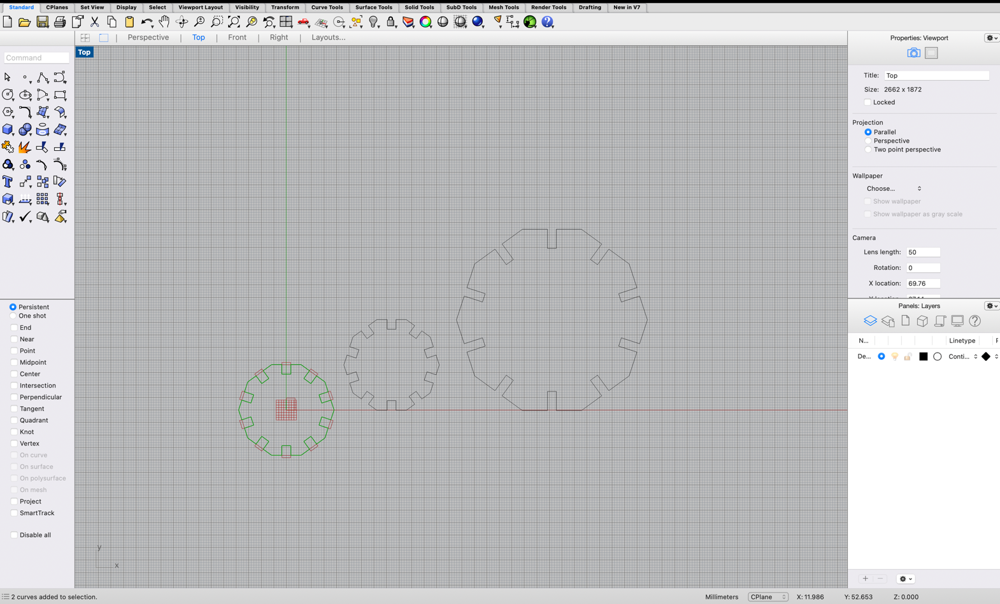 Standard CPlanes Set View Display Select Viewport Layout Visibility Transform Curve Tools Surface Tools Solid Tools SubD Tools Mesh Tools Render Tools Drafting New in V7
Perspective Top Front Right Layouts...
Top
Command
Persistent
One shot
End
Near
Point
Midpoint
Center
Intersection
Perpendicular
Tangent
Quadrant
Knot
Vertex
On curve
On surface
On polysurface
On mesh
Project
SmartTrack
Disable all
y
x
Properties: Viewport
Title: Top
Size: 2662 x 1872
Locked
Projection
Parallel
Perspective
Two point perspective
Wallpaper
Choose...
Show wallpaper
Show wallpaper as gray scale
Camera
Lens length: 50
Rotation: 0
X location: 69.76
Panels: Layers
N... Linetype
De... Conti...
2 curves added to selection.
Millimeters CPlane X: 11.986 Y: 52.653 Z: 0.000